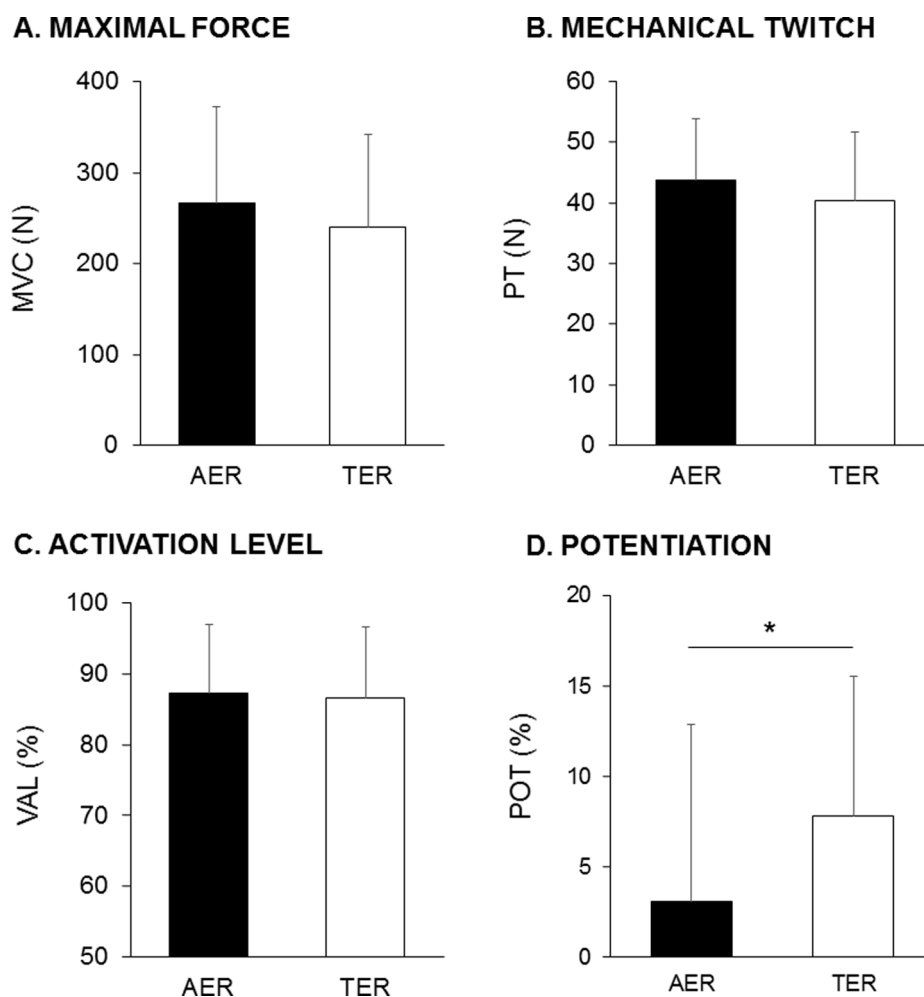 A. MAXIMAL FORCE
400
300
200
100
0
MVC (N)
AER TER
B. MECHANICAL TWITCH
60
50
40
30
20
10
0
PT (N)
AER TER
C. ACTIVATION LEVEL
100
90
80
70
60
50
VAL (%)
AER TER
D. POTENTIATION
20
15
10
5
0
POT (%)
*
AER TER